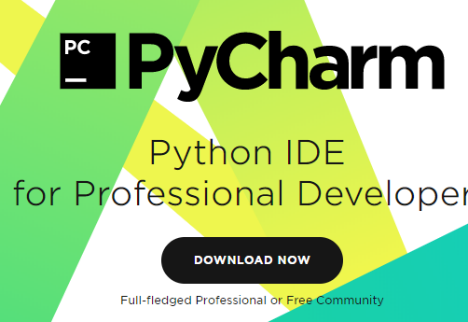 PC
PyCharm
Python IDE
for Professional Developer
DOWNLOAD NOW
Full-fledged Professional or Free Community